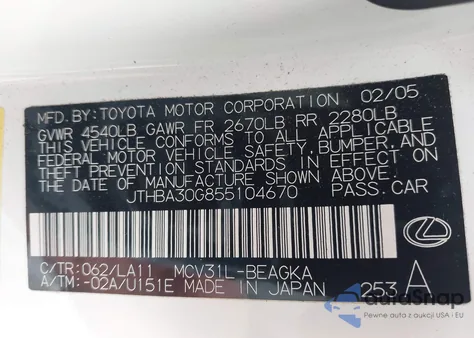 MFD. BY: TOYOTA MOTOR CORPORATION 02/05
GVWR 4540LB GAWR FR 2670LB RR 2280LB
THIS VEHICLE CONFORMS TO ALL APPLICABLE
FEDERAL MOTOR VEHICLE SAFETY, BUMPER, AND
THEFT PREVENTION STANDARDS IN EFFECT ON
THE DATE OF MANUFACTURE SHOWN ABOVE.
JTHBA30G855104670 PASS. CAR
C/TR: 062/LA11 MCV31L-BEAGKA
A/TM: -02A/U151E MADE IN JAPAN 253 A
autoSnap
Pewne auta z aukcji USA i EU